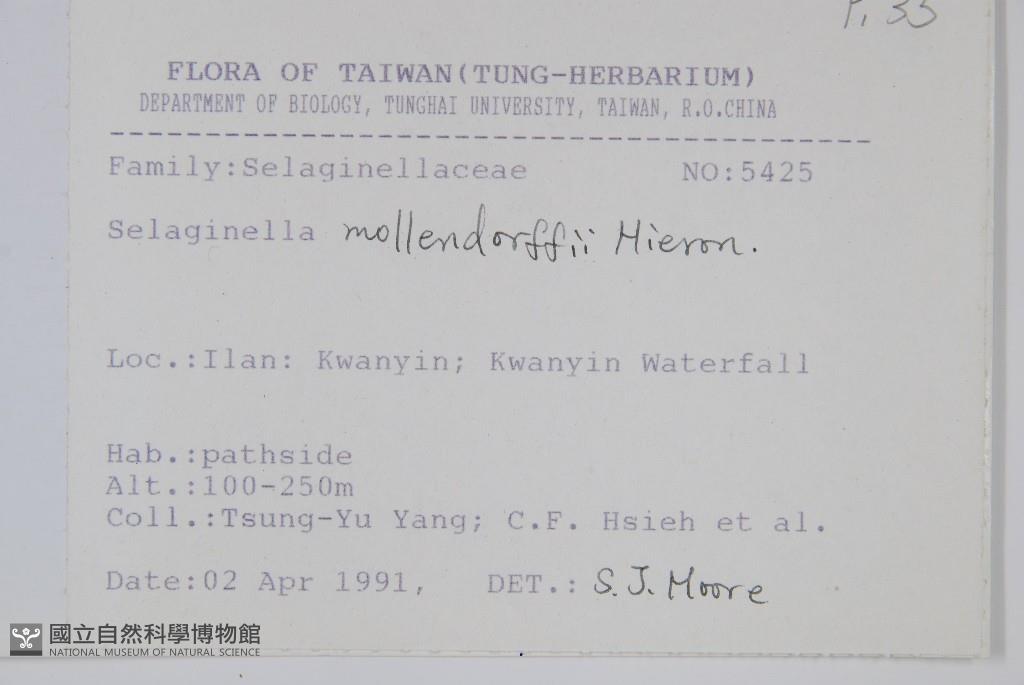 P. 33
FLORA OF TAIWAN(TUNG-HERBARIUM)
DEPARTMENT OF BIOLOGY, TUNGHAI UNIVERSITY, TAIWAN, R.O.CHINA
Family:Selaginellaceae NO:5425
Selaginella mollendorffii Hieron.
Loc.:Ilan: Kwanyin; Kwanyin Waterfall
Hab.:pathside
Alt.:100-250m
Coll.:Tsung-Yu Yang; C.F. Hsieh et al.
Date:02 Apr 1991, DET.: S.J. Moore
國立自然科學博物館
NATIONAL MUSEUM OF NATURAL SCIENCE